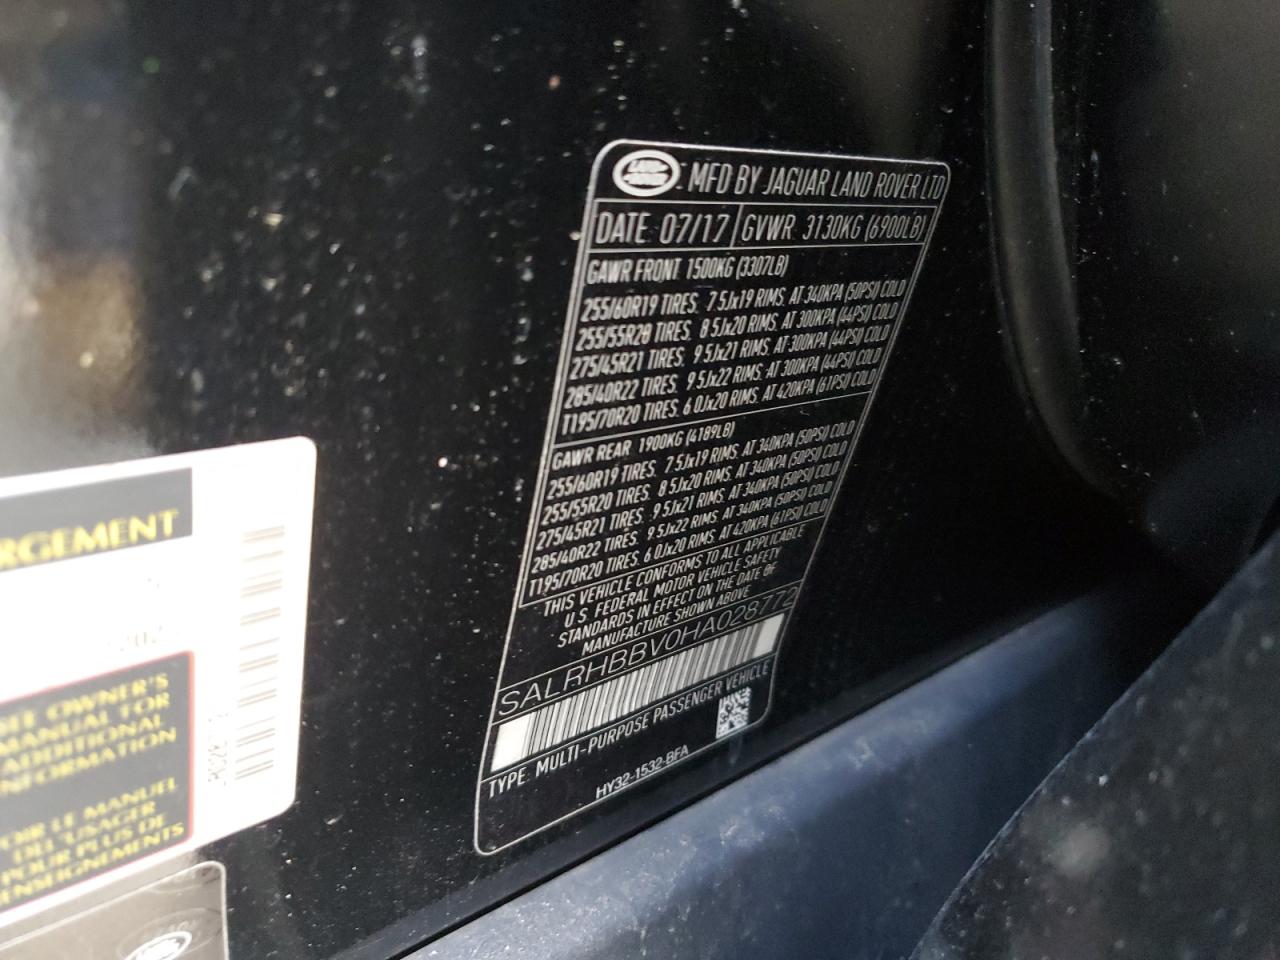 LAND ROVER
MFD BY JAGUAR LAND ROVER LTD
DATE 07/17 GVWR 3130KG (6900LB)
GAWR FRONT 1500KG (3307LB)
255/60R19 TIRES, 7.5Jx19 RIMS, AT 340KPA (50PSI) COLD
255/55R20 TIRES, 8.5Jx20 RIMS, AT 300KPA (44PSI) COLD
275/45R21 TIRES, 9.5Jx21 RIMS, AT 300KPA (44PSI) COLD
285/40R22 TIRES, 9.5Jx22 RIMS, AT 300KPA (44PSI) COLD
T195/70R20 TIRES, 6.0Jx20 RIMS, AT 420KPA (61PSI) COLD
GAWR REAR 1900KG (4189LB)
255/60R19 TIRES, 7.5Jx19 RIMS, AT 340KPA (50PSI) COLD
255/55R20 TIRES, 8.5Jx20 RIMS, AT 340KPA (50PSI) COLD
275/45R21 TIRES, 9.5Jx21 RIMS, AT 340KPA (50PSI) COLD
285/40R22 TIRES, 9.5Jx22 RIMS, AT 340KPA (50PSI) COLD
T195/70R20 TIRES, 6.0Jx20 RIMS, AT 420KPA (61PSI) COLD
THIS VEHICLE CONFORMS TO ALL APPLICABLE
U.S. FEDERAL MOTOR VEHICLE SAFETY
STANDARDS IN EFFECT ON THE DATE OF
MANUFACTURE SHOWN ABOVE
SALRHBBV0HA028772
TYPE: MULTI-PURPOSE PASSENGER VEHICLE
HY32-1532-BFA
RGEMENT
SEE OWNER'S
MANUAL FOR
ADDITIONAL
INFORMATION
VOIR LE MANUEL
DE L'USAGER
POUR PLUS DE
RENSEIGNEMENTS